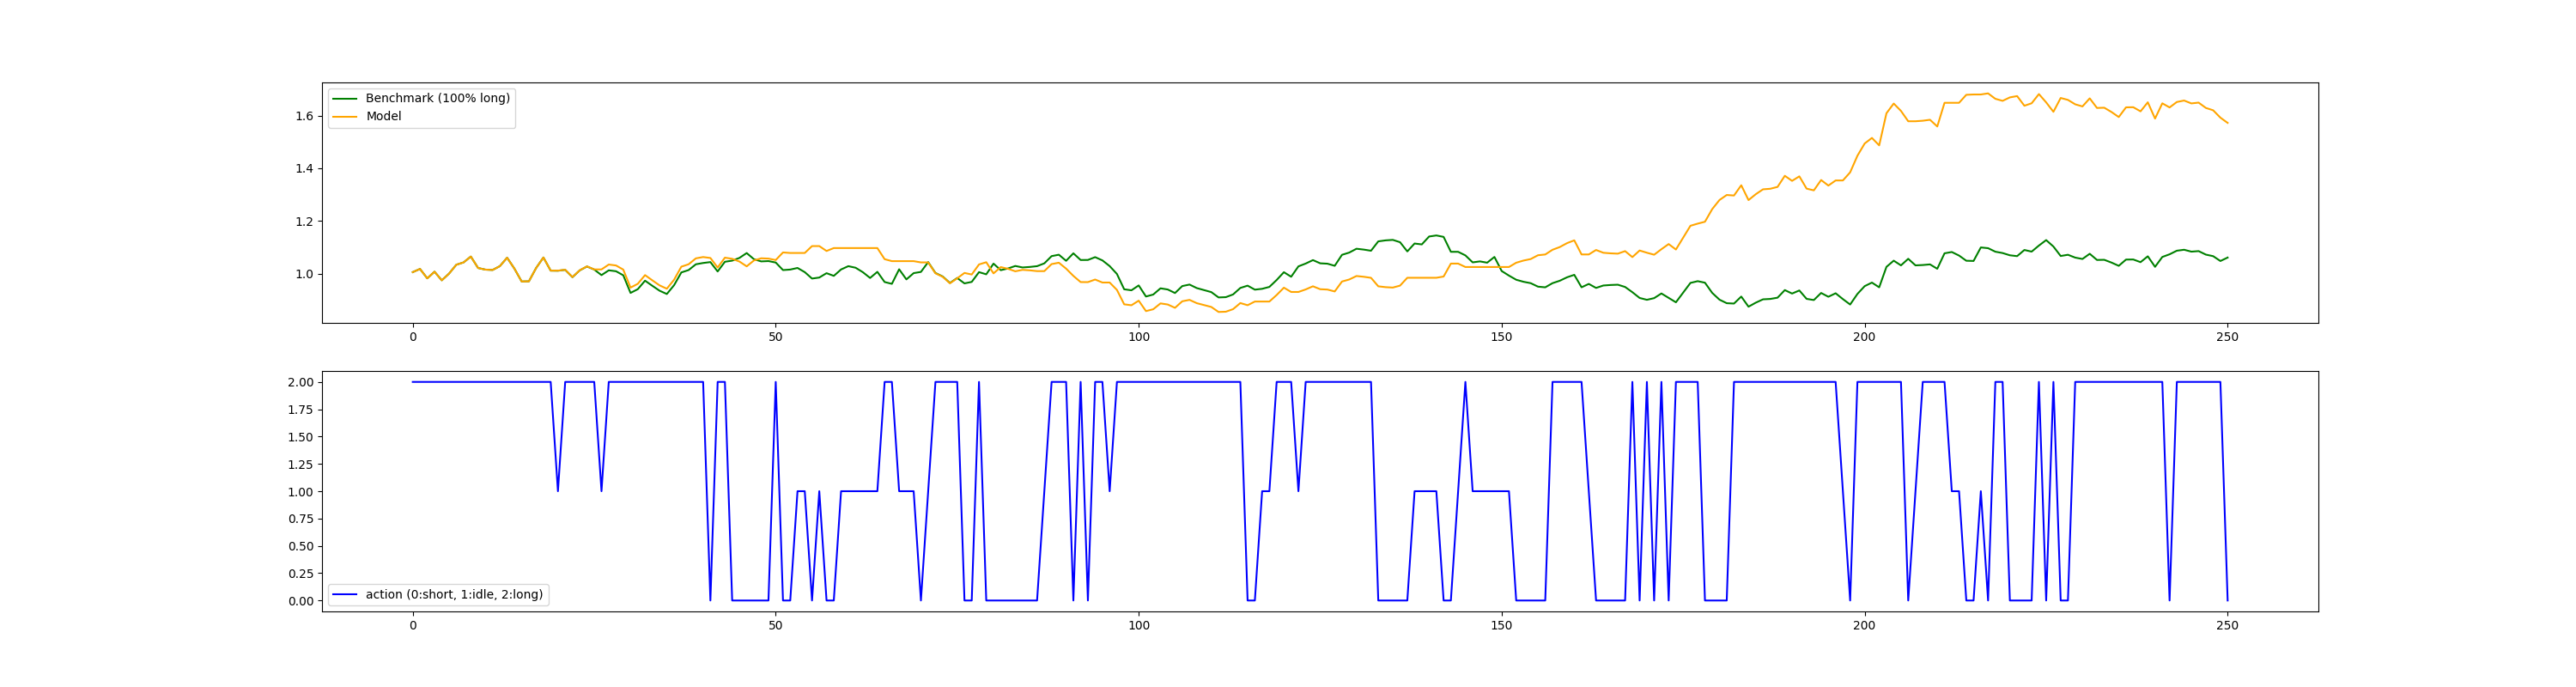 Benchmark (100% long)
Model
1.6
1.4
1.2
1.0
0 50 100 150 200 250
2.00
1.75
1.50
1.25
1.00
0.75
0.50
0.25
0.00
action (0:short, 1:idle, 2:long)
0 50 100 150 200 250